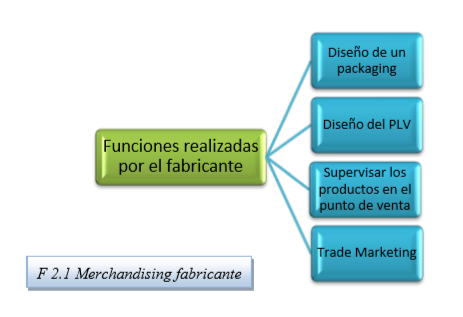 Funciones realizadas
por el fabricante
Diseño de un
packaging
Diseño del PLV
Supervisar los
productos en el
punto de venta
Trade Marketing
F 2.1 Merchandising fabricante